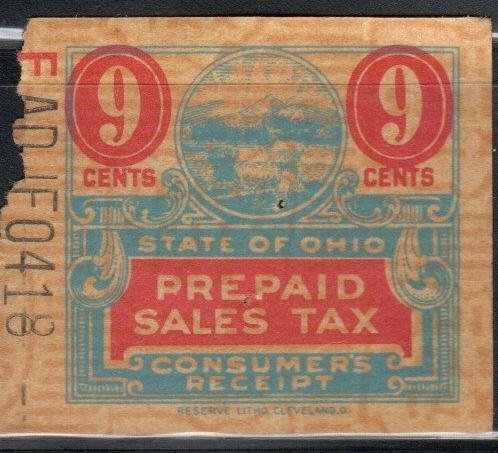 9 9
CENTS CENTS
STATE OF OHIO
PREPAID
SALES TAX
CONSUMER'S
RECEIPT
RESERVE LITHO. CLEVELAND.O.